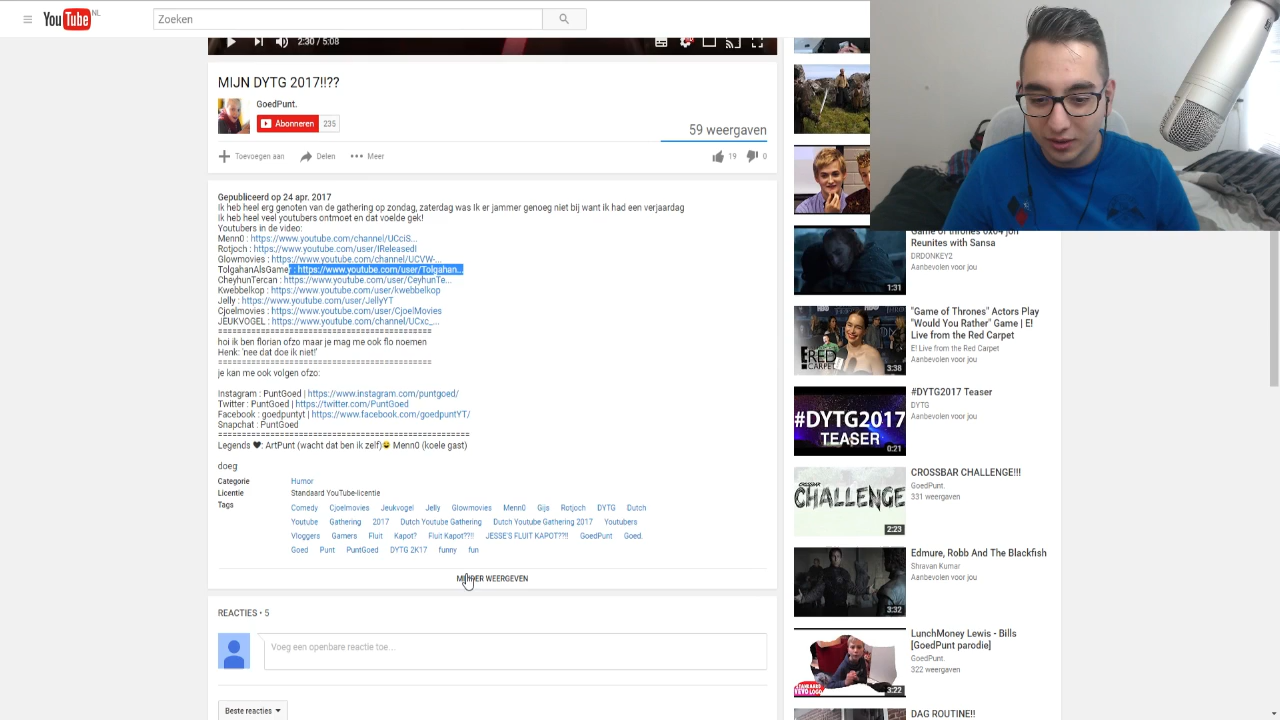 YouTube NL
Zoeken
2:30 / 5:08
MIJN DYTG 2017!!??
GoedPunt.
Abonneren 235
59 weergaven
Toevoegen aan Delen Meer
19 0
Gepubliceerd op 24 apr. 2017
Ik heb heel erg genoten van de gathering op zondag, zaterdag was Ik er jammer genoeg niet bij want ik had een verjaardag
Ik heb heel veel youtubers ontmoet en dat voelde gek!
Youtubers in de video:
Menn0 : https://www.youtube.com/channel/UCciS...
Rotjoch : https://www.youtube.com/user/IReleasedI
Glowmovies : https://www.youtube.com/channel/UCVW-...
TolgahanAlsGamer : https://www.youtube.com/user/Tolgahan...
CheyhunTercan : https://www.youtube.com/user/CeyhunTe...
Kwebbelkop : https://www.youtube.com/user/kwebbelkop
Jelly : https://www.youtube.com/user/JellyYT
Cjoelmovies : https://www.youtube.com/user/CjoelMovies
JEUKVOGEL : https://www.youtube.com/channel/UCxc_...
============================================
hoi ik ben florian ofzo maar je mag me ook flo noemen
Henk: 'nee dat doe ik niet!'
============================================
je kan me ook volgen ofzo:
Instagram : PuntGoed | https://www.instagram.com/puntgoed/
Twitter : PuntGoed | https://twitter.com/PuntGoed
Facebook : goedpuntyt | https://www.facebook.com/goedpuntYT/
Snapchat : PuntGoed
====================================================
Legends 🖤: ArtPunt (wacht dat ben ik zelf)😄 Menn0 (koele gast)
doeg
Categorie Humor
Licentie Standaard YouTube-licentie
Tags Comedy Cjoelmovies Jeukvogel Jelly Glowmovies Menn0 Gijs Rotjoch DYTG Dutch
Youtube Gathering 2017 Dutch Youtube Gathering Dutch Youtube Gathering 2017 Youtubers
Vloggers Gamers Fluit Kapot? Fluit Kapot??!! JESSE'S FLUIT KAPOT??!! GoedPunt Goed.
Goed Punt PuntGoed DYTG 2K17 funny fun
MINDER WEERGEVEN
REACTIES • 5
Voeg een openbare reactie toe...
Beste reacties
Game of Thrones 6x04 jon
Reunites with Sansa
DRDONKEY2
Aanbevolen voor jou
1:31
"Game of Thrones" Actors Play
"Would You Rather" Game | E!
Live from the Red Carpet
E! Live from the Red Carpet
Aanbevolen voor jou
RED
CARPET
3:38
#DYTG2017 Teaser
DYTG
Aanbevolen voor jou
#DYTG2017
TEASER
0:21
CROSSBAR CHALLENGE!!!
GoedPunt.
331 weergaven
CROSSBAR
CHALLENGE
2:23
Edmure, Robb And The Blackfish
Shravan Kumar
Aanbevolen voor jou
3:32
LunchMoney Lewis - Bills
[GoedPunt parodie]
GoedPunt.
322 weergaven
VEVO LOGO
3:22
DAG ROUTINE!!